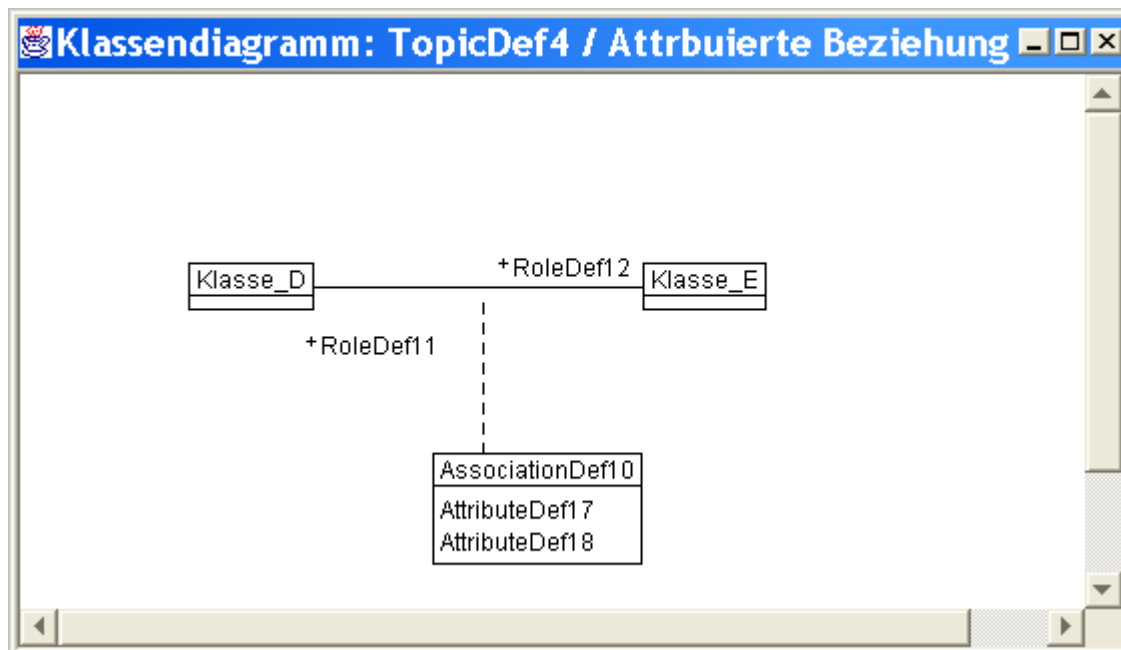 Klassendiagramm: TopicDef4 / Attrbuierte Beziehung
+RoleDef12
Klasse_D
Klasse_E
+RoleDef11
AssociationDef10
AttributeDef17
AttributeDef18